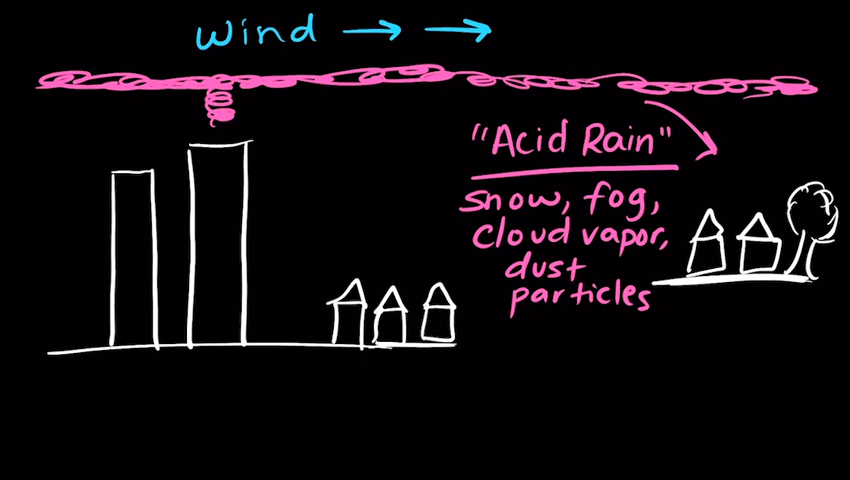 Wind
"Acid Rain"
snow, fog,
cloud vapor,
dust
particles